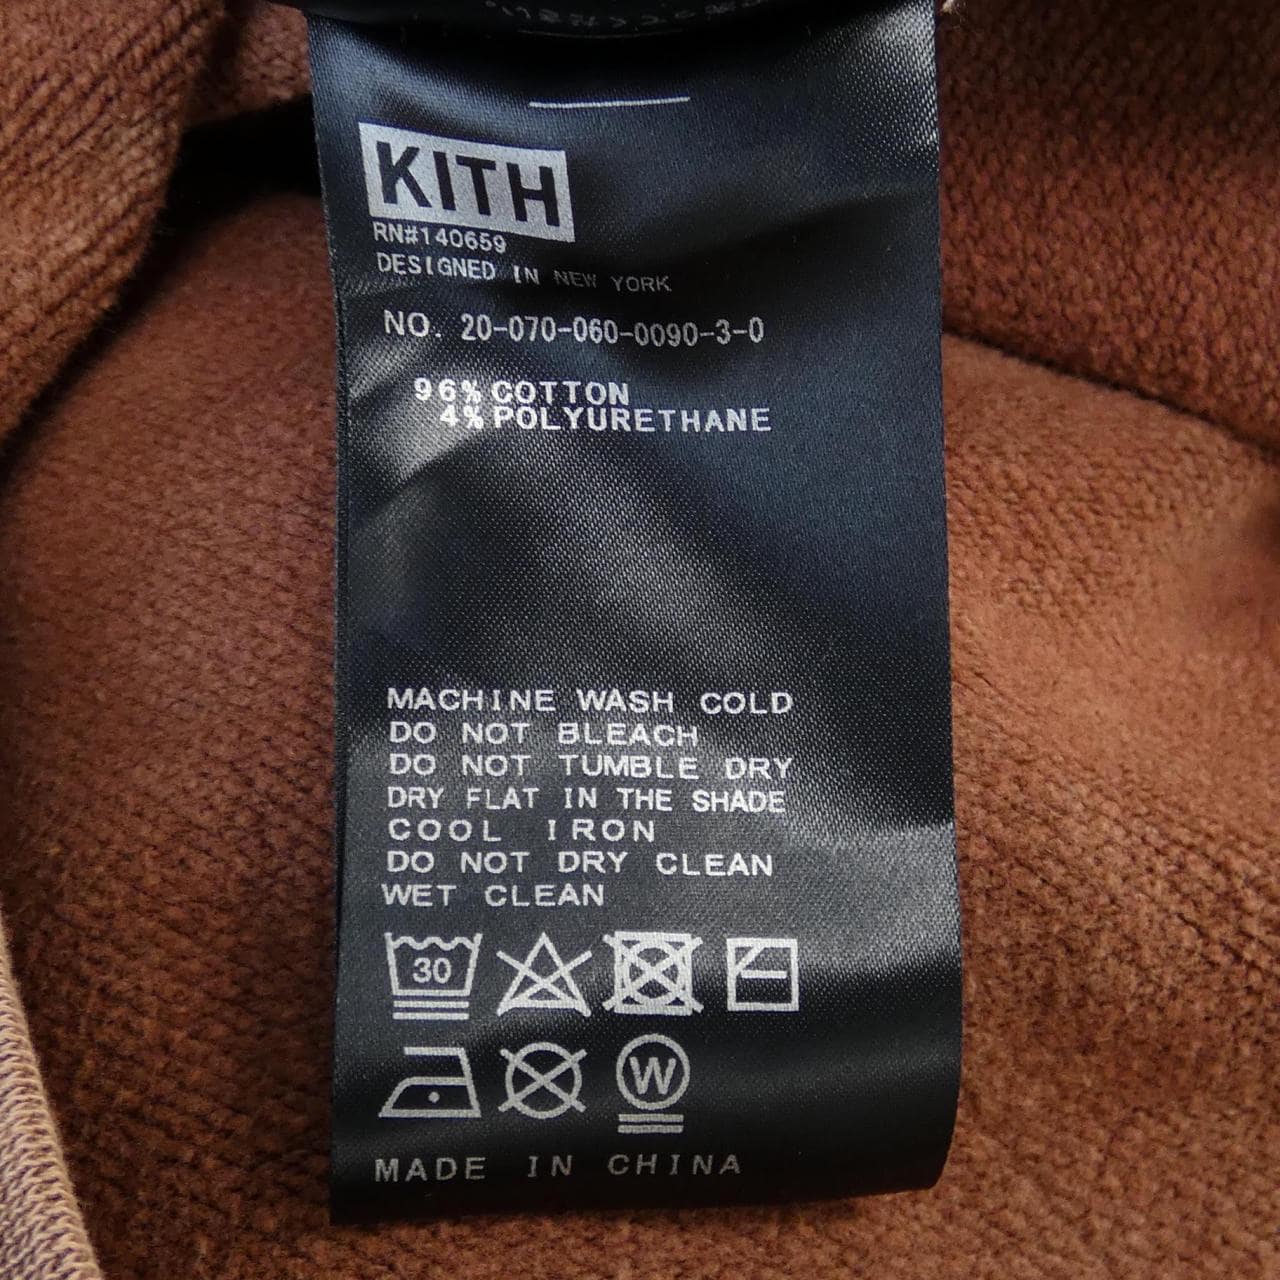 KITH
RN#140659
DESIGNED IN NEW YORK
NO. 20-070-060-0090-3-0
96% COTTON
4% POLYURETHANE
MACHINE WASH COLD
DO NOT BLEACH
DO NOT TUMBLE DRY
DRY FLAT IN THE SHADE
COOL IRON
DO NOT DRY CLEAN
WET CLEAN
30
W
MADE IN CHINA